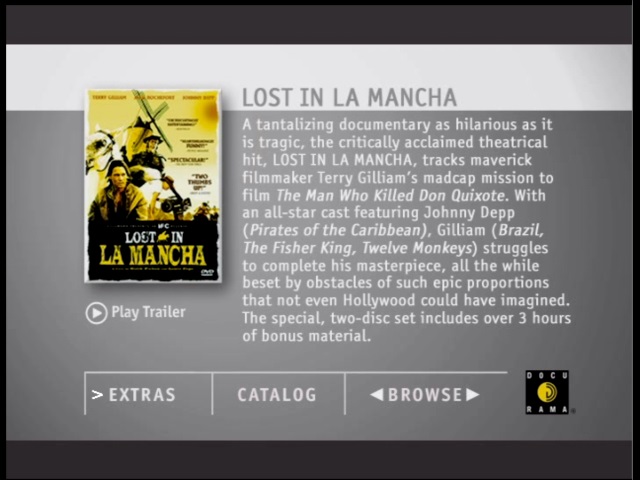 TERRY GILLIAM JEAN ROCHEFORT JOHNNY DEPP
"SPECTACULAR!"
"TWO
THUMBS
UP!"
IFC
LOST IN
LA MANCHA
DVD
LOST IN LA MANCHA
A tantalizing documentary as hilarious as it
is tragic, the critically acclaimed theatrical
hit, LOST IN LA MANCHA, tracks maverick
filmmaker Terry Gilliam's madcap mission to
film The Man Who Killed Don Quixote. With
an all-star cast featuring Johnny Depp
(Pirates of the Caribbean), Gilliam (Brazil,
The Fisher King, Twelve Monkeys) struggles
to complete his masterpiece, all the while
beset by obstacles of such epic proportions
that not even Hollywood could have imagined.
The special, two-disc set includes over 3 hours
of bonus material.
Play Trailer
> EXTRAS
CATALOG
◀BROWSE▶
DOCU
RAMA®